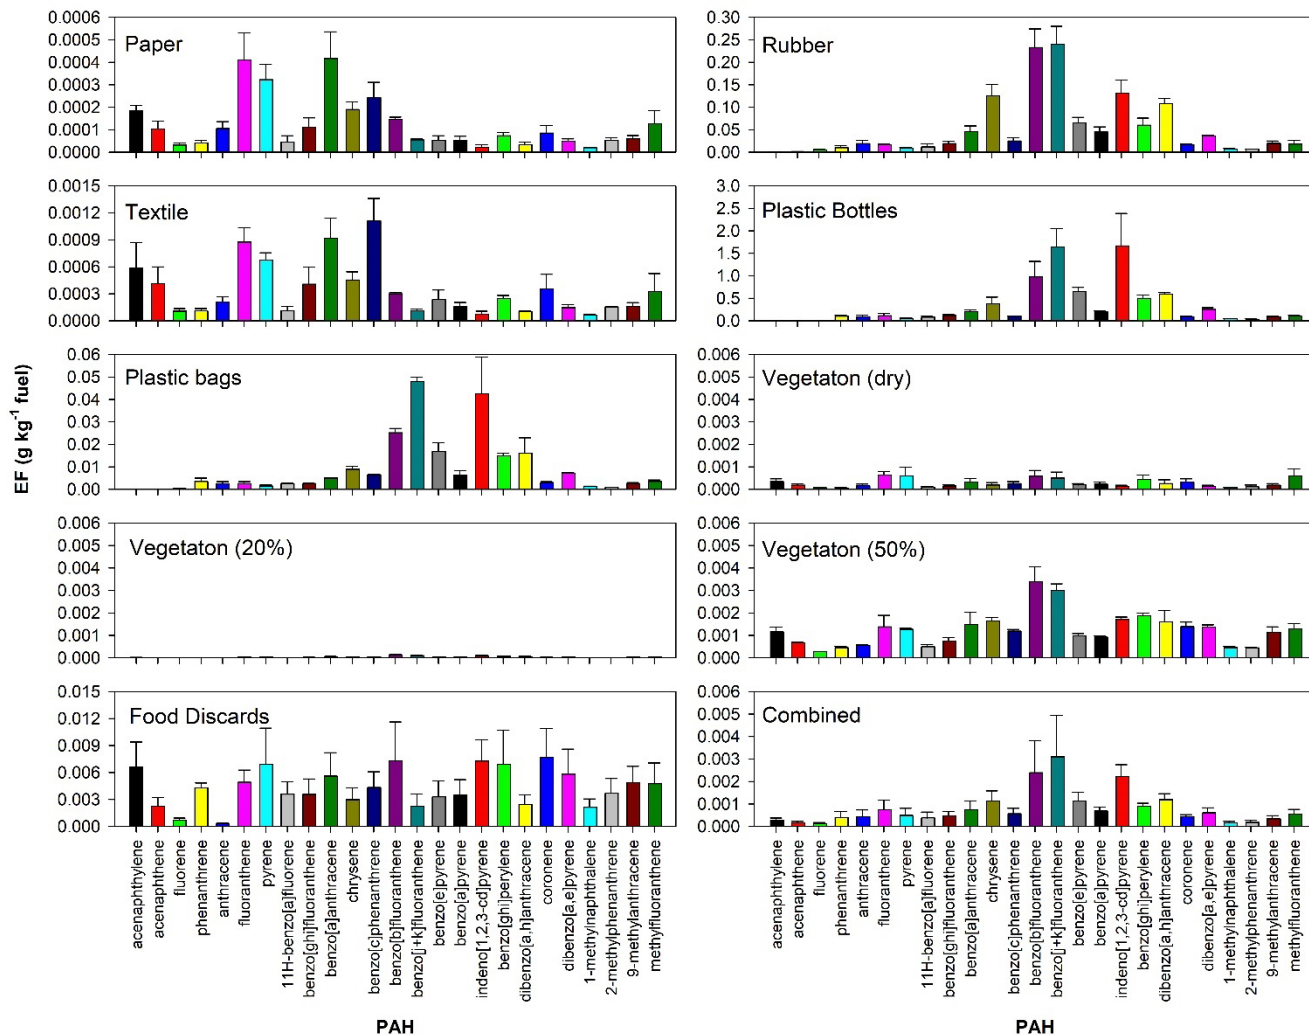 0.0006
0.0005
0.0004
0.0003
0.0002
0.0001
0.0000
Paper
0.30
0.25
0.20
0.15
0.10
0.05
0.00
Rubber
0.0015
0.0012
0.0009
0.0006
0.0003
0.0000
Textile
3.0
2.5
2.0
1.5
1.0
0.5
0.0
Plastic Bottles
0.06
0.05
0.04
0.03
0.02
0.01
0.00
Plastic bags
0.006
0.005
0.004
0.003
0.002
0.001
0.000
Vegetaton (dry)
0.006
0.005
0.004
0.003
0.002
0.001
0.000
Vegetaton (20%)
0.006
0.005
0.004
0.003
0.002
0.001
0.000
Vegetaton (50%)
0.015
0.012
0.009
0.006
0.003
0.000
Food Discards
0.006
0.005
0.004
0.003
0.002
0.001
0.000
Combined
EF (g kg-1 fuel)
acenaphthylene
acenaphthene
fluorene
phenanthrene
anthracene
fluoranthene
pyrene
11H-benzo[a]fluorene
benzo[ghi]fluoranthene
benzo[a]anthracene
chrysene
benzo[c]phenanthrene
benzo[b]fluoranthene
benzo[j+k]fluoranthene
benzo[e]pyrene
benzo[a]pyrene
indeno[1,2,3-cd]pyrene
benzo[ghi]perylene
dibenzo[a,h]anthracene
coronene
dibenzo[a,e]pyrene
1-methylnaphthalene
2-methylphenanthrene
9-methylanthracene
methylfluoranthene
acenaphthylene
acenaphthene
fluorene
phenanthrene
anthracene
fluoranthene
pyrene
11H-benzo[a]fluorene
benzo[ghi]fluoranthene
benzo[a]anthracene
chrysene
benzo[c]phenanthrene
benzo[b]fluoranthene
benzo[j+k]fluoranthene
benzo[e]pyrene
benzo[a]pyrene
indeno[1,2,3-cd]pyrene
benzo[ghi]perylene
dibenzo[a,h]anthracene
coronene
dibenzo[a,e]pyrene
1-methylnaphthalene
2-methylphenanthrene
9-methylanthracene
methylfluoranthene
PAH
PAH